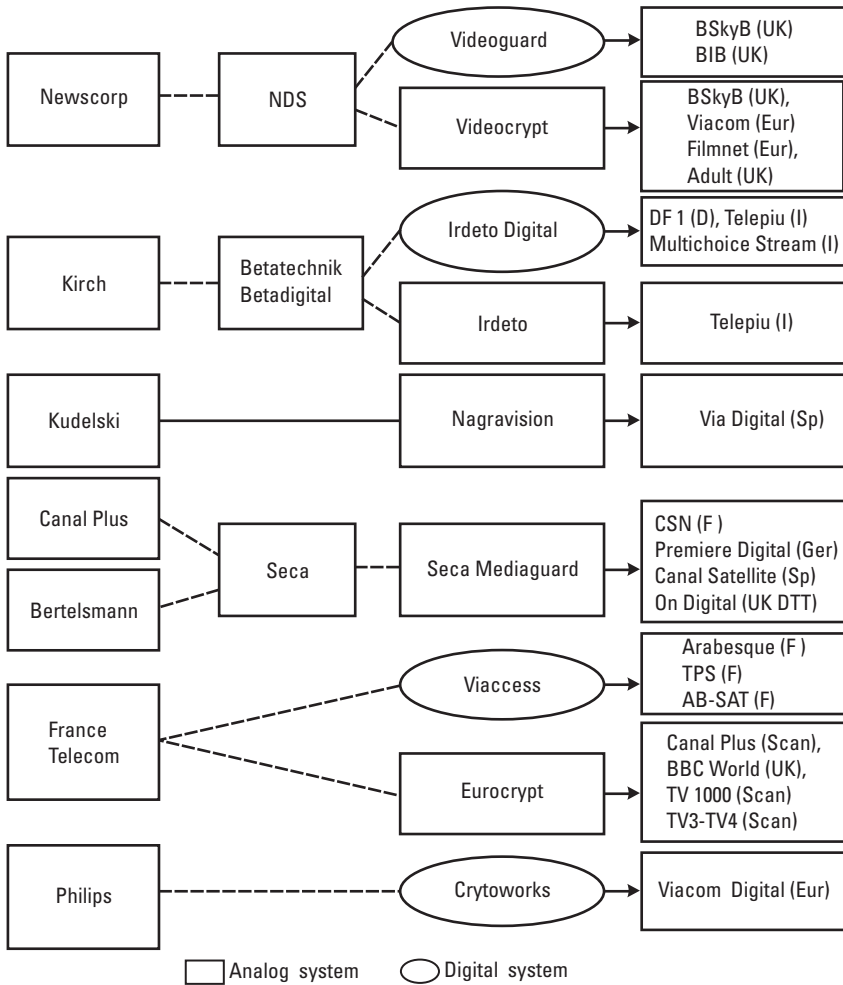 Newscorp
NDS
Videoguard
BSkyB (UK)
BIB (UK)
Videocrypt
BSkyB (UK),
Viacom (Eur)
Filmnet (Eur),
Adult (UK)
Kirch
Betatechnik
Betadigital
Irdeto Digital
DF 1 (D), Telepiu (I)
Multichoice Stream (I)
Irdeto
Telepiu (I)
Kudelski
Nagravision
Via Digital (Sp)
Canal Plus
Bertelsmann
Seca
Seca Mediaguard
CSN (F )
Premiere Digital (Ger)
Canal Satellite (Sp)
On Digital (UK DTT)
France
Telecom
Viaccess
Arabesque (F )
TPS (F)
AB-SAT (F)
Eurocrypt
Canal Plus (Scan),
BBC World (UK),
TV 1000 (Scan)
TV3-TV4 (Scan)
Philips
Crytoworks
Viacom Digital (Eur)
Analog system
Digital system